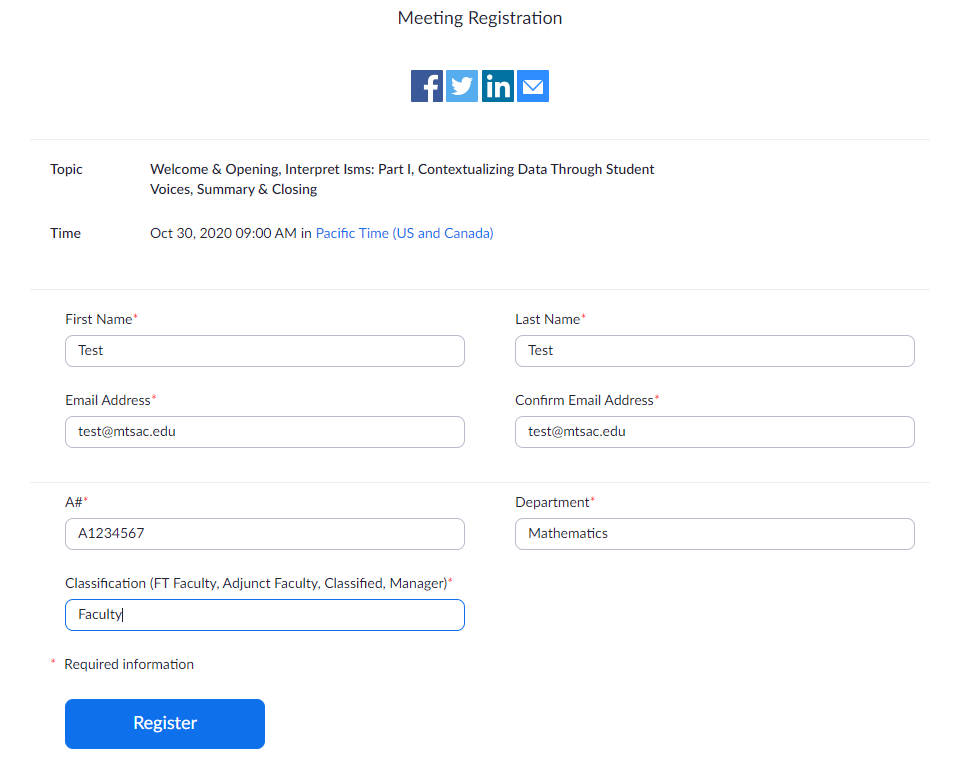 Meeting Registration
f in
Topic Welcome & Opening, Interpret Isms: Part I, Contextualizing Data Through Student
Voices, Summary & Closing
Time Oct 30, 2020 09:00 AM in Pacific Time (US and Canada)
First Name* Last Name*
Test Test
Email Address* Confirm Email Address*
test@mtsac.edu test@mtsac.edu
A#* Department*
A1234567 Mathematics
Classification (FT Faculty, Adjunct Faculty, Classified, Manager)*
Faculty
* Required information
Register